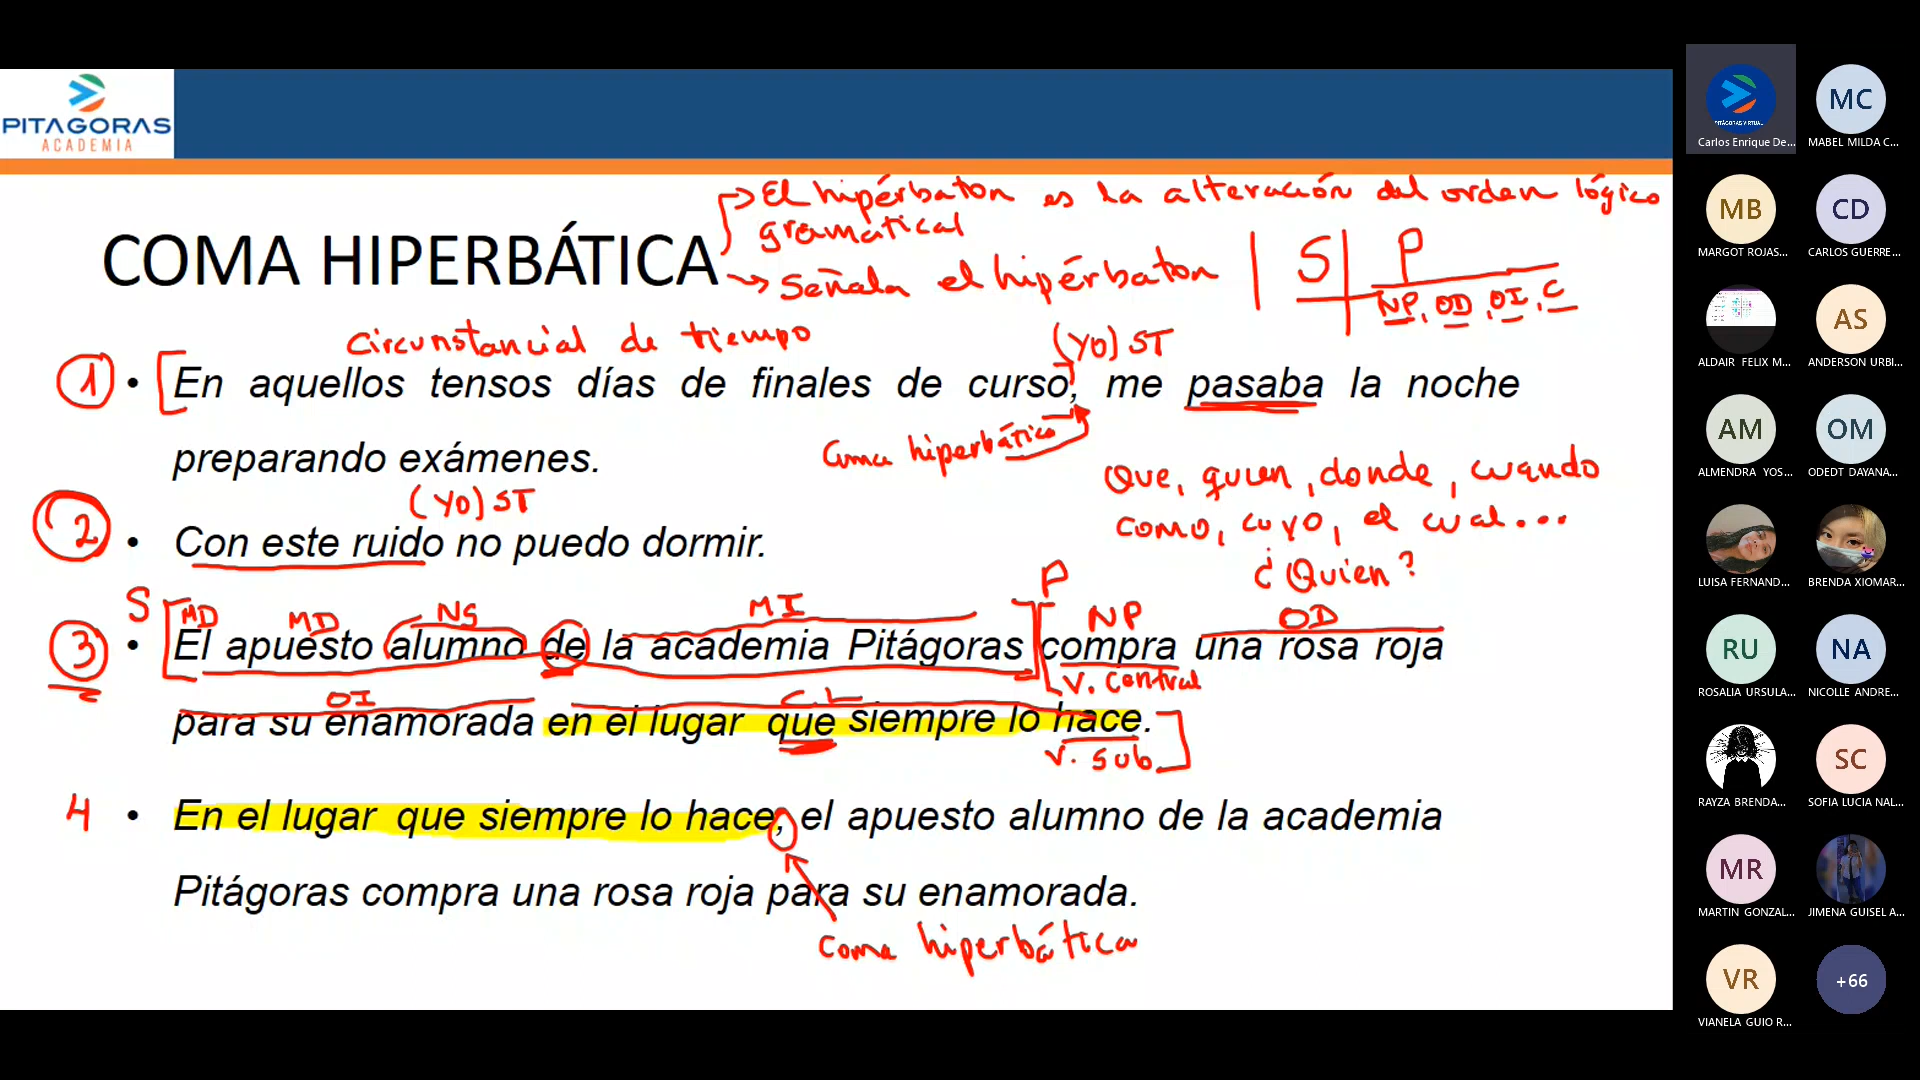 PITAGORAS
ACADEMIA
El hipérbaton es la alteración del orden lógico
gramatical
COMA HIPERBÁTICA
Señala el hipérbaton
S P
NP, OD, OI, C
Circunstancial de tiempo
(YO) ST
1 • En aquellos tensos días de finales de curso, me pasaba la noche
Coma hiperbática
preparando exámenes.
Que, quien, donde, cuando
como, cuyo, el cual...
(YO) ST
2 • Con este ruido no puedo dormir.
¿Quien?
S MD MD NS MI P NP OD
3 • El apuesto alumno de la academia Pitágoras compra una rosa roja
V. Central
OI C L
para su enamorada en el lugar que siempre lo hace.
V. sub
4 • En el lugar que siempre lo hace, el apuesto alumno de la academia
Pitágoras compra una rosa roja para su enamorada.
Coma hiperbática
PITÁGORAS VIRTUAL
Carlos Enrique De...
MC
MABEL MILDA C...
MB
MARGOT ROJAS...
CD
CARLOS GUERRE...
ALDAIR FELIX M...
AS
ANDERSON URBI...
AM
ALMENDRA YOS...
OM
ODEDT DAYANA...
LUISA FERNAND...
BRENDA XIOMAR...
RU
ROSALIA URSULA...
NA
NICOLLE ANDRE...
RAYZA BRENDA...
SC
SOFIA LUCIA NAL...
MR
MARTIN GONZAL...
JIMENA GUISEL A...
VR
VIANELA GUIO R...
+66